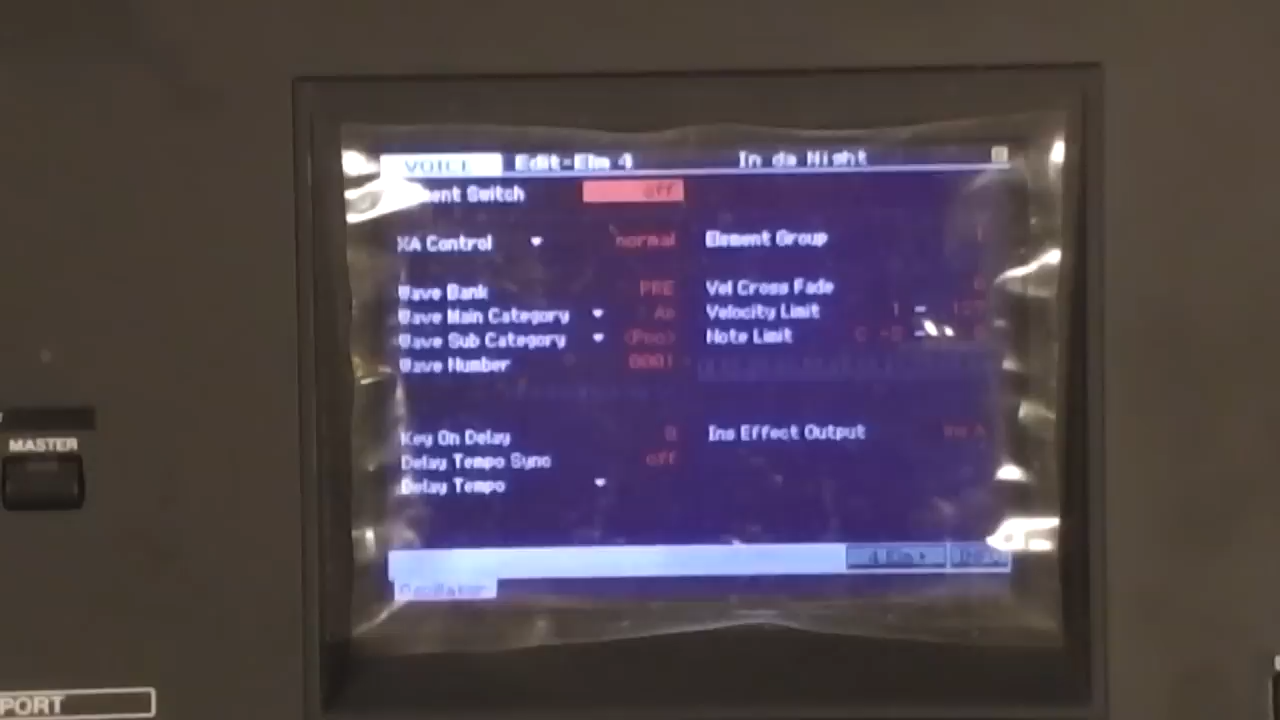 VOICE Edit-Elm 4 In da Night
ment Switch off
XA Control normal Element Group
Wave Bank PRE Vel Cross Fade
Wave Main Category Ap Velocity Limit 1 -
Wave Sub Category Note Limit
Wave Number 0001
Key On Delay 0 Ins Effect Output
Delay Tempo Sync off
Delay Tempo
Oscillator
MASTER
PORT